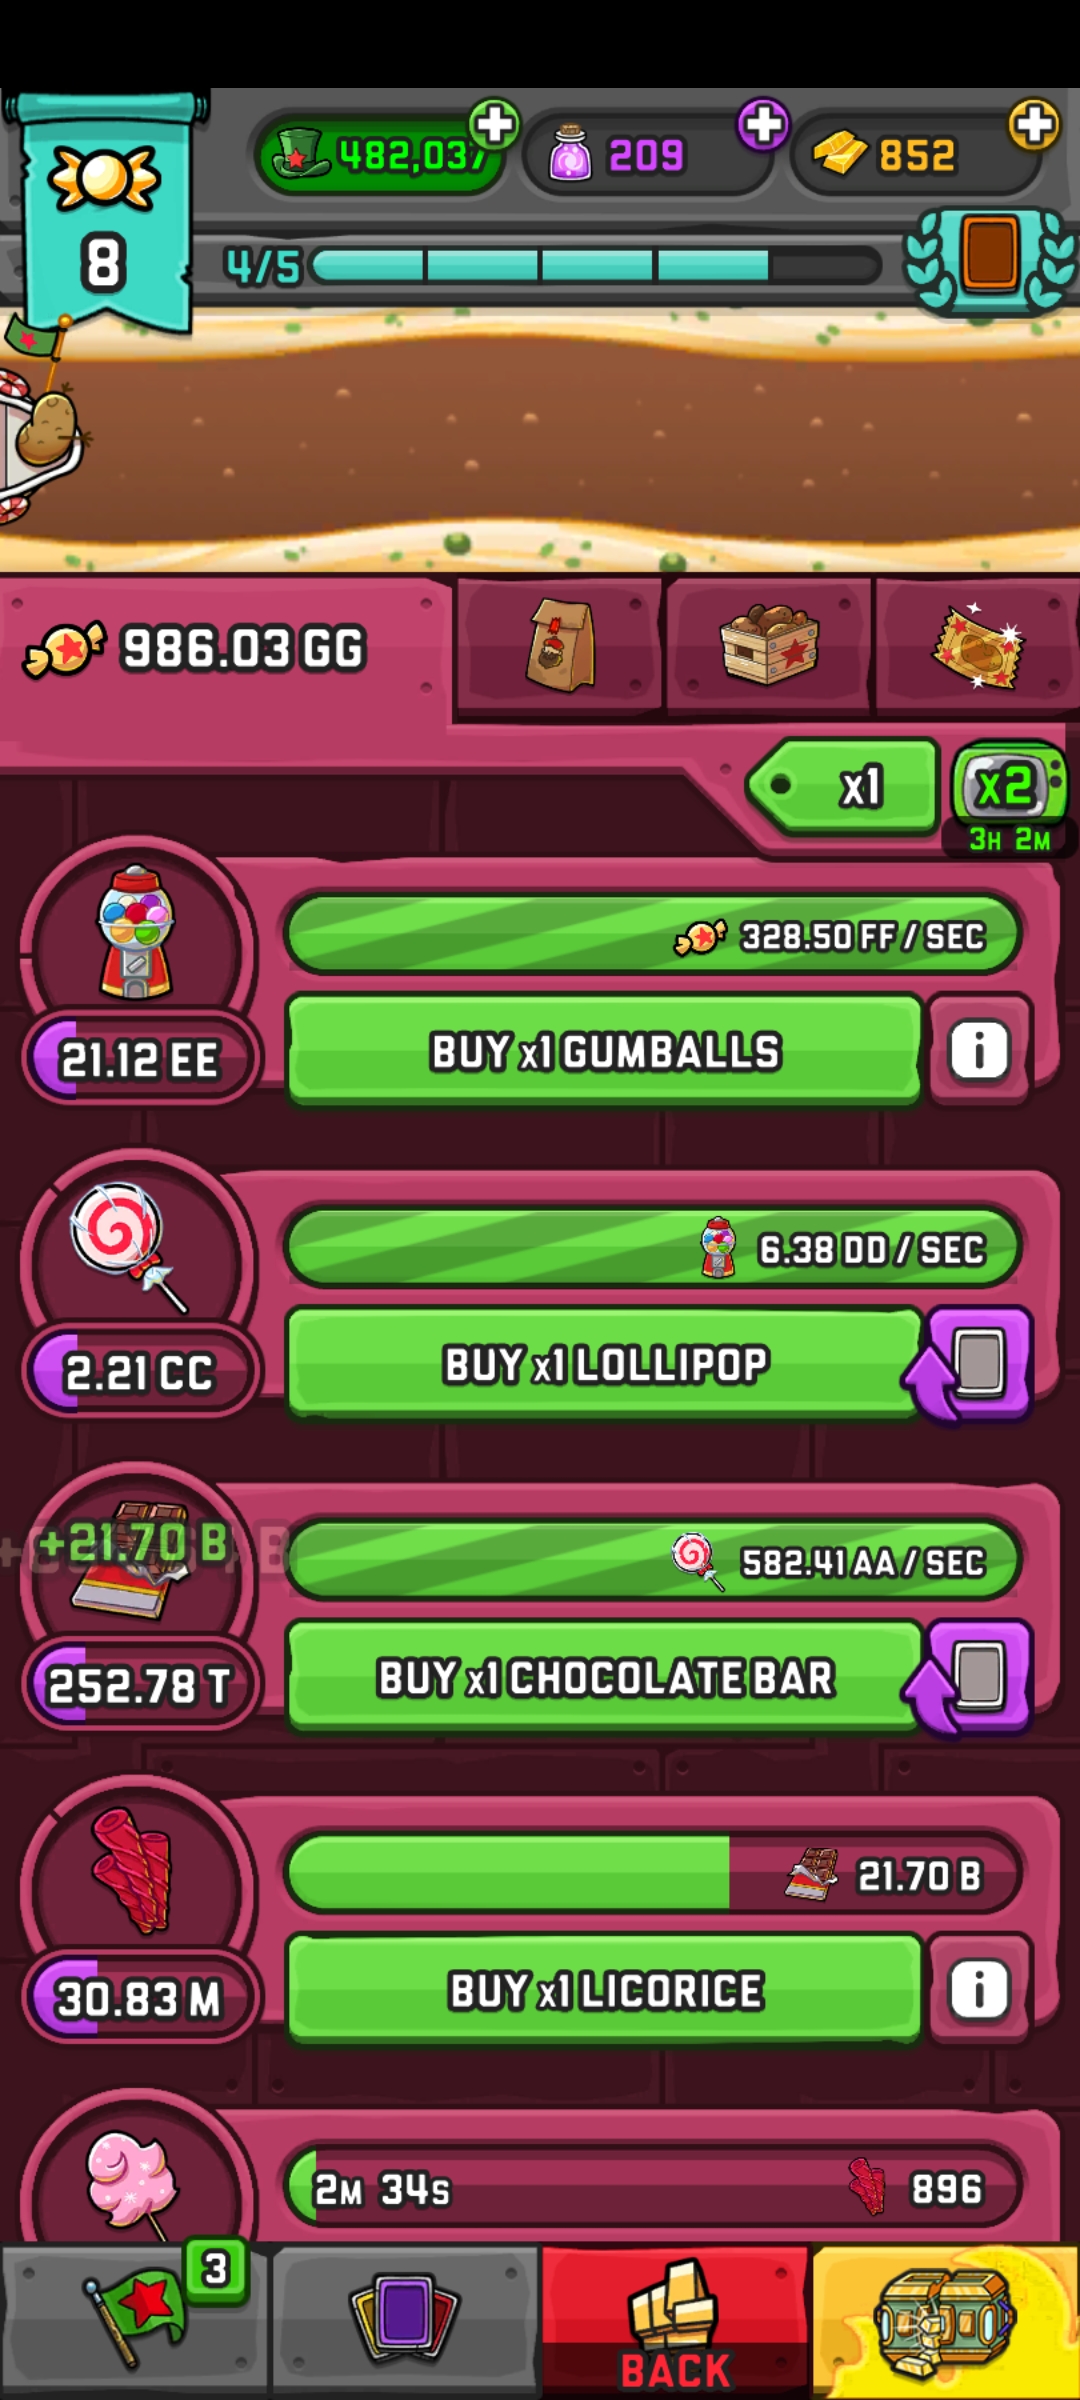 482,037
209
852
8
4/5
986.03 GG
x1
x2
3H 2M
328.50 FF / SEC
21.12 EE
BUY x1 GUMBALLS
i
6.38 DD / SEC
2.21 CC
BUY x1 LOLLIPOP
+21.70 B
582.41 AA / SEC
252.78 T
BUY x1 CHOCOLATE BAR
21.70 B
30.83 M
BUY x1 LICORICE
i
2M 34S
896
3
BACK